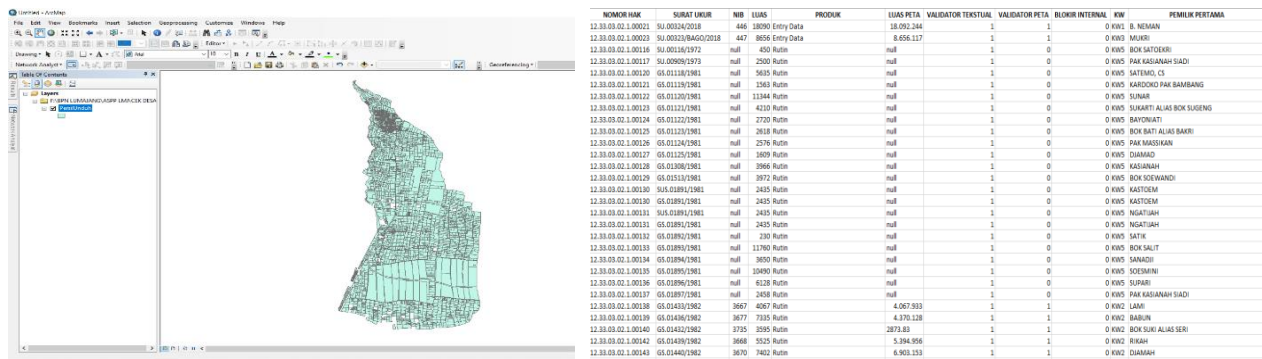 Untitled - ArcMap
File Edit View Bookmarks Insert Selection Geoprocessing Customize Windows Help
Editor
Drawing
Arial 10 B I U A
Network Analyst Georeferencing
Table Of Contents
Layers
PersilUnduh
NOMOR HAK SURAT UKUR NIB LUAS PRODUK LUAS PETA VALIDATOR TEKSTUAL VALIDATOR PETA BLOKIR INTERNAL KW PEMILIK PERTAMA
12.33.03.02.1.00021 SU.00324/2018 446 18090 Entry Data 18.092.244 1 1 0 KW1 B. NEMAN
12.33.03.02.1.00023 SU.00323/BAGO/2018 447 8656 Entry Data 8.656.117 1 1 0 KW3 MUKRI
12.33.03.02.1.00116 SU.00116/1972 null 450 Rutin null 1 0 0 KW5 BOK SATOEKRI
12.33.03.02.1.00117 SU.00909/1973 null 2500 Rutin null 1 0 0 KW5 PAK KASIANAH SIADI
12.33.03.02.1.00120 GS.01118/1981 null 5635 Rutin null 1 0 0 KW5 SATEMO, CS
12.33.03.02.1.00121 GS.01119/1981 null 1563 Rutin null 1 0 0 KW5 KARDOKO PAK BAMBANG
12.33.03.02.1.00122 GS.01120/1981 null 11344 Rutin null 1 0 0 KW5 SUNAR
12.33.03.02.1.00123 GS.01121/1981 null 4210 Rutin null 1 0 0 KW5 SUKARTI ALIAS BOK SUGENG
12.33.03.02.1.00124 GS.01122/1981 null 2720 Rutin null 1 0 0 KW5 BAYONIATI
12.33.03.02.1.00125 GS.01123/1981 null 2618 Rutin null 1 0 0 KW5 BOK BATI ALIAS BAKRI
12.33.03.02.1.00126 GS.01124/1981 null 2576 Rutin null 1 0 0 KW5 PAK MASSIKAN
12.33.03.02.1.00127 GS.01125/1981 null 1609 Rutin null 1 0 0 KW5 DJAMAD
12.33.03.02.1.00128 GS.01308/1981 null 3966 Rutin null 1 0 0 KW5 KASIANAH
12.33.03.02.1.00129 GS.01513/1981 null 3972 Rutin null 1 0 0 KW5 BOK SOEWANDI
12.33.03.02.1.00130 SUS.01891/1981 null 2435 Rutin null 1 0 0 KW5 KASTOEM
12.33.03.02.1.00130 GS.01891/1981 null 2435 Rutin null 1 0 0 KW5 KASTOEM
12.33.03.02.1.00131 SUS.01891/1981 null 2435 Rutin null 1 0 0 KW5 NGATIJAH
12.33.03.02.1.00131 GS.01891/1981 null 2435 Rutin null 1 0 0 KW5 NGATIJAH
12.33.03.02.1.00132 GS.01892/1981 null 230 Rutin null 1 0 0 KW5 SATIK
12.33.03.02.1.00133 GS.01893/1981 null 11760 Rutin null 1 0 0 KW5 BOK SALIT
12.33.03.02.1.00134 GS.01894/1981 null 3650 Rutin null 1 0 0 KW5 SANADJI
12.33.03.02.1.00135 GS.01895/1981 null 10490 Rutin null 1 0 0 KW5 SOESMINI
12.33.03.02.1.00136 GS.01896/1981 null 6128 Rutin null 1 0 0 KW5 SUPARI
12.33.03.02.1.00137 GS.01897/1981 null 2458 Rutin null 1 0 0 KW5 PAK KASIANAH SIADI
12.33.03.02.1.00138 GS.01433/1982 3667 4067 Rutin 4.067.933 1 1 0 KW2 LAMI
12.33.03.02.1.00139 GS.01436/1982 3677 7335 Rutin 4.370.128 1 1 0 KW2 BABUN
12.33.03.02.1.00140 GS.01432/1982 3735 3595 Rutin 2873.83 1 1 0 KW2 BOK SUKI ALIAS SERI
12.33.03.02.1.00142 GS.01439/1982 3668 5525 Rutin 5.394.956 1 1 0 KW2 RIKAH
12.33.03.02.1.00143 GS.01440/1982 3670 7402 Rutin 6.903.153 1 1 0 KW2 DJAMAH